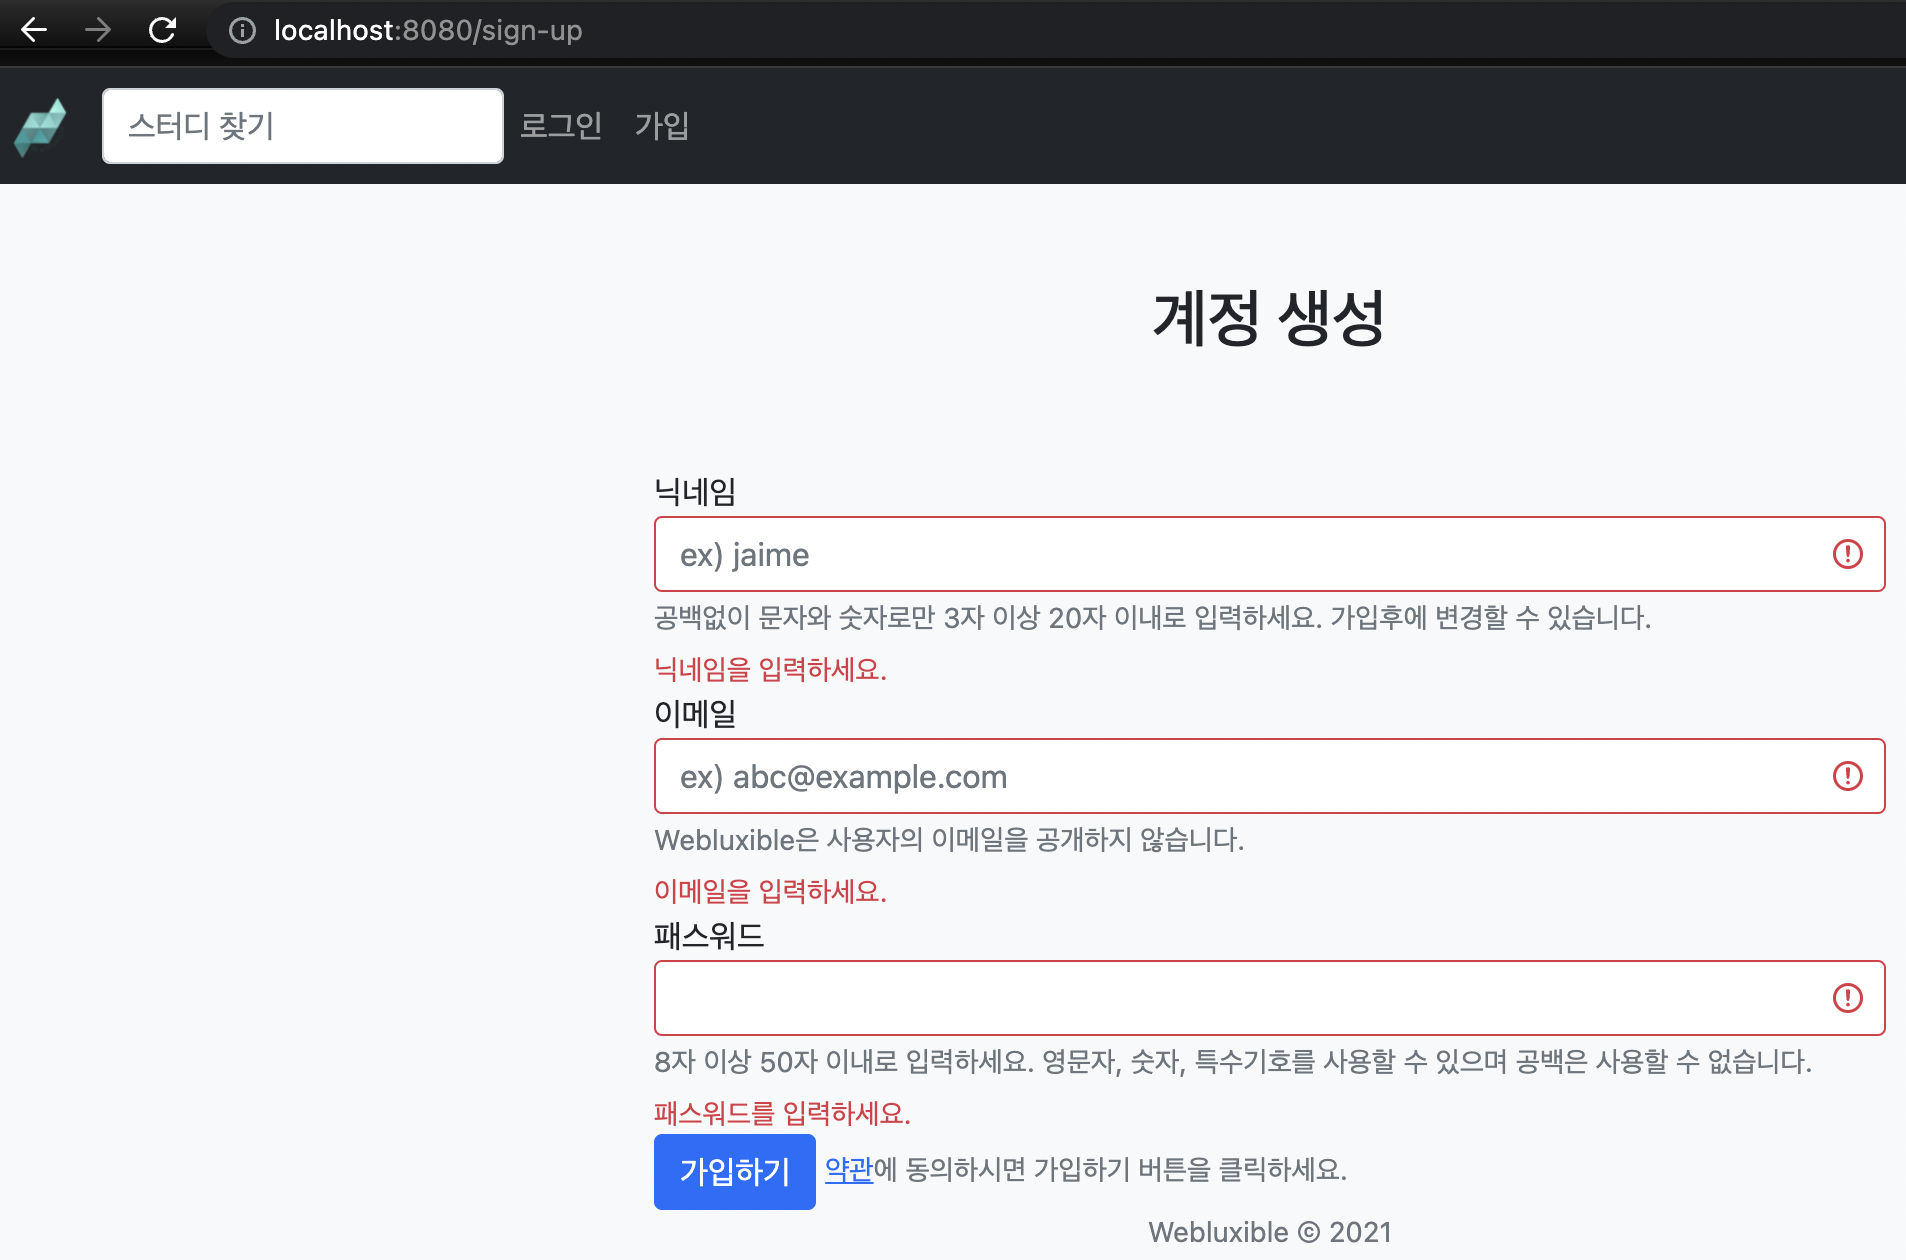 localhost:8080/sign-up
스터디 찾기 로그인 가입
계정 생성
닉네임
ex) jaime
공백없이 문자와 숫자로만 3자 이상 20자 이내로 입력하세요. 가입후에 변경할 수 있습니다.
닉네임을 입력하세요.
이메일
ex) abc@example.com
Webluxible은 사용자의 이메일을 공개하지 않습니다.
이메일을 입력하세요.
패스워드
8자 이상 50자 이내로 입력하세요. 영문자, 숫자, 특수기호를 사용할 수 있으며 공백은 사용할 수 없습니다.
패스워드를 입력하세요.
가입하기 약관에 동의하시면 가입하기 버튼을 클릭하세요.
Webluxible © 2021